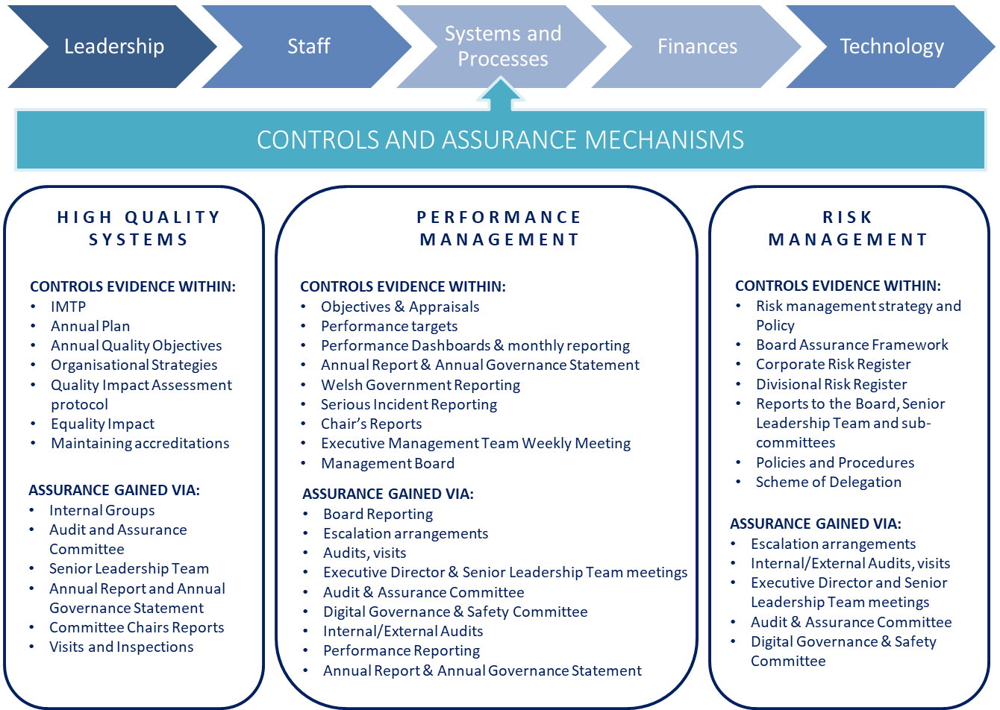 Leadership
Staff
Systems and
Processes
Finances
Technology
CONTROLS AND ASSURANCE MECHANISMS
HIGH QUALITY
SYSTEMS
CONTROLS EVIDENCE WITHIN:
• IMTP
• Annual Plan
• Annual Quality Objectives
• Organisational Strategies
• Quality Impact Assessment
protocol
• Equality Impact
• Maintaining accreditations
ASSURANCE GAINED VIA:
• Internal Groups
• Audit and Assurance
Committee
• Senior Leadership Team
• Annual Report and Annual
Governance Statement
• Committee Chairs Reports
• Visits and Inspections
PERFORMANCE
MANAGEMENT
CONTROLS EVIDENCE WITHIN:
• Objectives & Appraisals
• Performance targets
• Performance Dashboards & monthly reporting
• Annual Report & Annual Governance Statement
• Welsh Government Reporting
• Serious Incident Reporting
• Chair’s Reports
• Executive Management Team Weekly Meeting
• Management Board
ASSURANCE GAINED VIA:
• Board Reporting
• Escalation arrangements
• Audits, visits
• Executive Director & Senior Leadership Team meetings
• Audit & Assurance Committee
• Digital Governance & Safety Committee
• Internal/External Audits
• Performance Reporting
• Annual Report & Annual Governance Statement
RISK
MANAGEMENT
CONTROLS EVIDENCE WITHIN:
• Risk management strategy and
Policy
• Board Assurance Framework
• Corporate Risk Register
• Divisional Risk Register
• Reports to the Board, Senior
Leadership Team and sub-
committees
• Policies and Procedures
• Scheme of Delegation
ASSURANCE GAINED VIA:
• Escalation arrangements
• Internal/External Audits, visits
• Executive Director and Senior
Leadership Team meetings
• Audit & Assurance Committee
• Digital Governance & Safety
Committee